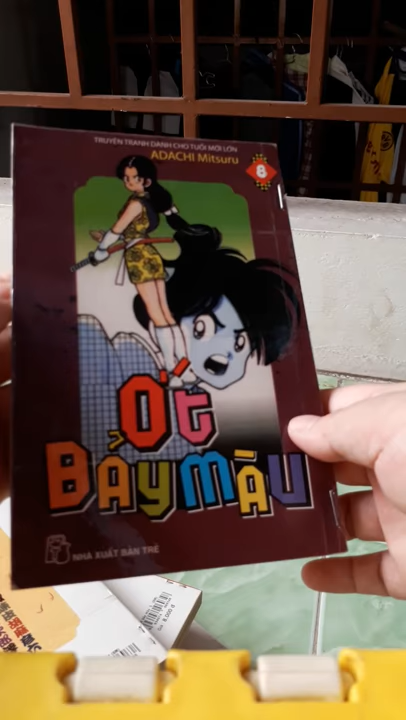 TRUYỆN TRANH DÀNH CHO TUỔI MỚI LỚN
ADACHI Mitsuru
8
ỚT
BẢY MÀU
NHÀ XUẤT BẢN TRẺ